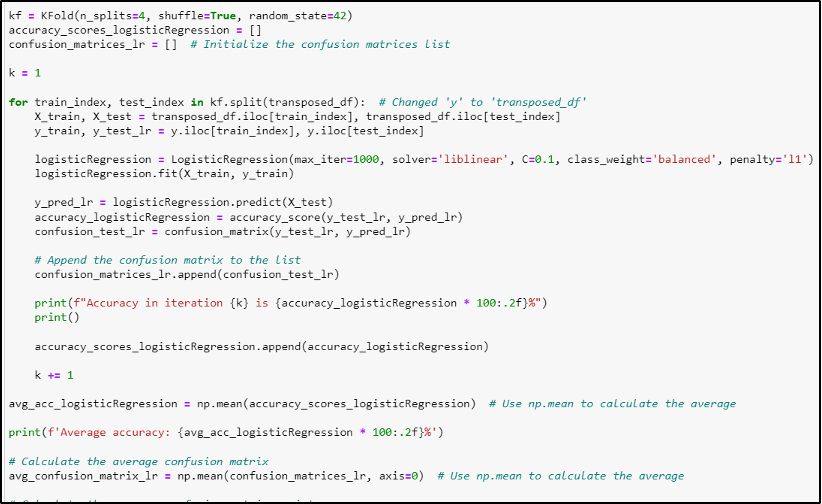 kf = KFold(n_splits=4, shuffle=True, random_state=42)
accuracy_scores_logisticRegression = []
confusion_matrices_lr = []  # Initialize the confusion matrices list
k = 1
for train_index, test_index in kf.split(transposed_df):  # Changed 'y' to 'transposed_df'
    X_train, X_test = transposed_df.iloc[train_index], transposed_df.iloc[test_index]
    y_train, y_test_lr = y.iloc[train_index], y.iloc[test_index]
    logisticRegression = LogisticRegression(max_iter=1000, solver='liblinear', C=0.1, class_weight='balanced', penalty='l1')
    logisticRegression.fit(X_train, y_train)
    y_pred_lr = logisticRegression.predict(X_test)
    accuracy_logisticRegression = accuracy_score(y_test_lr, y_pred_lr)
    confusion_test_lr = confusion_matrix(y_test_lr, y_pred_lr)
    # Append the confusion matrix to the list
    confusion_matrices_lr.append(confusion_test_lr)
    print(f"Accuracy in iteration {k} is {accuracy_logisticRegression * 100:.2f}%")
    print()
    accuracy_scores_logisticRegression.append(accuracy_logisticRegression)
    k += 1
avg_acc_logisticRegression = np.mean(accuracy_scores_logisticRegression)  # Use np.mean to calculate the average
print(f'Average accuracy: {avg_acc_logisticRegression * 100:.2f}%')
# Calculate the average confusion matrix
avg_confusion_matrix_lr = np.mean(confusion_matrices_lr, axis=0)  # Use np.mean to calculate the average